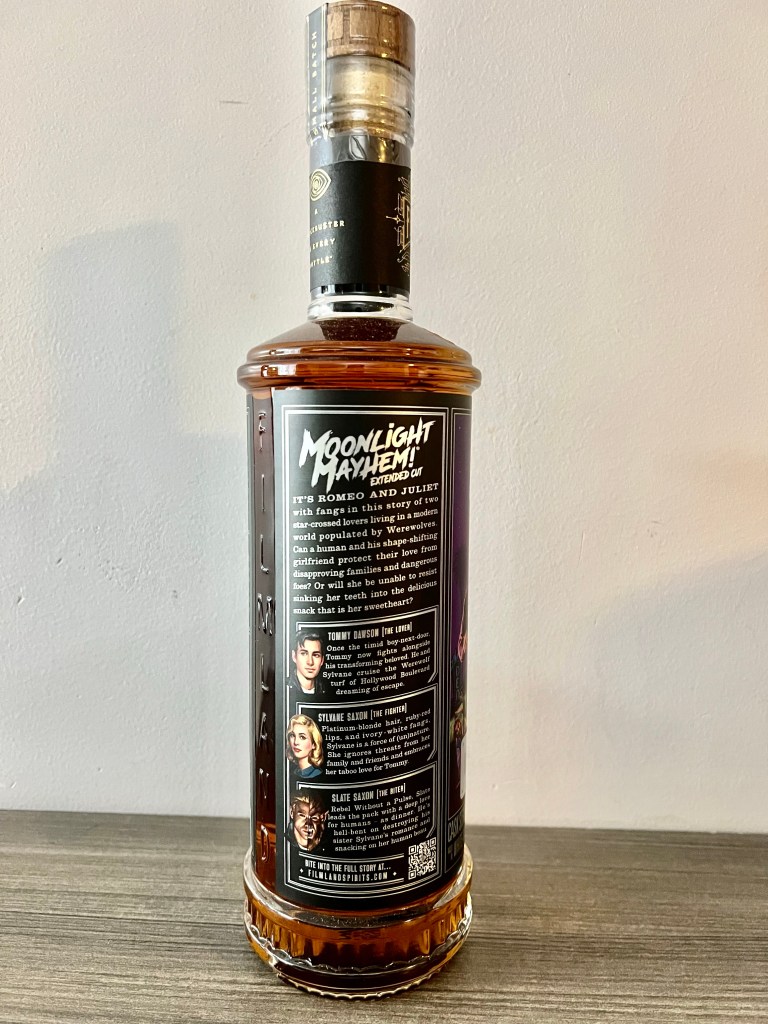 SMALL BATCH
A
EVERY
FILMLAND
MOONLIGHT
MAYHEM!
EXTENDED CUT
IT'S ROMEO AND JULIET
with fangs in this story of two
star-crossed lovers living in a modern
world populated by Werewolves.
Can a human and his shape-shifting
girlfriend protect their love from
disapproving families and dangerous
foes? Or will she be unable to resist
sinking her teeth into the delicious
snack that is her sweetheart?
TOMMY DAWSON [THE LOVER]
Once the timid boy-next-door,
Tommy now fights alongside
his transforming beloved. He and
Sylvane cruise the Werewolf
turf of Hollywood Boulevard
dreaming of escape.
SYLVANE SAXON [THE FIGHTER]
Platinum-blonde hair, ruby-red
lips, and ivory-white fangs,
Sylvane is a force of (un)nature.
She ignores threats from her
family and friends and embraces
her taboo love for Tommy.
SLATE SAXON [THE BITER]
Rebel Without a Pulse, Slate
leads the pack with a deep love
for humans - as dinner. He's
hell-bent on destroying his
sister Sylvane's romance and
snacking on her human beau.
BITE INTO THE FULL STORY AT...
• FILMLANDSPIRITS.COM •